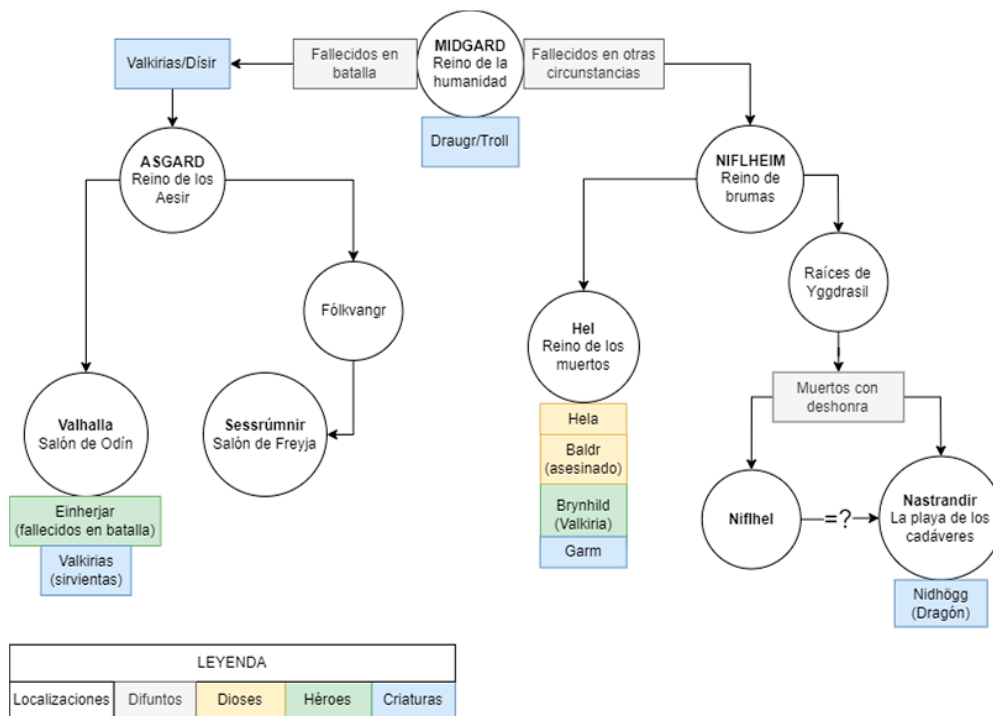 Valkirias/Dísir
Fallecidos en
batalla
MIDGARD
Reino de la
humanidad
Fallecidos en otras
circunstancias
Draugr/Troll
ASGARD
Reino de los
Aesir
NIFLHEIM
Reino de
brumas
Fólkvangr
Raíces de
Yggdrasil
Hel
Reino de los
muertos
Muertos con
deshonra
Valhalla
Salón de Odín
Sessrúmnir
Salón de Freyja
Hela
Baldr
(asesinado)
Brynhild
(Valkiria)
Garm
Einherjar
(fallecidos en batalla)
Valkirias
(sirvientas)
Niflhel
=?
Nastrandir
La playa de los
cadáveres
Nidhögg
(Dragón)
LEYENDA
Localizaciones
Difuntos
Dioses
Héroes
Criaturas